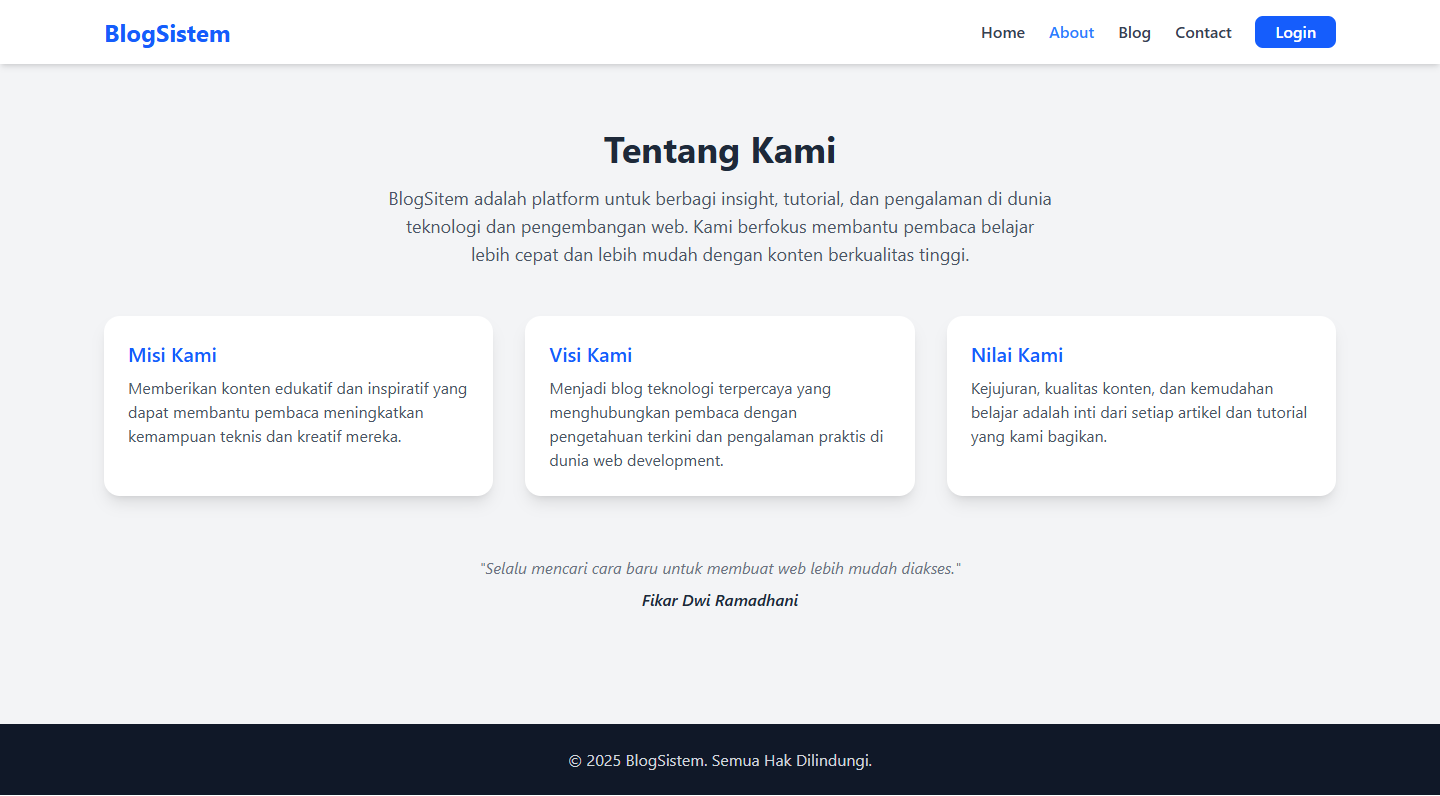 BlogSistem
Home About Blog Contact Login
Tentang Kami
BlogSitem adalah platform untuk berbagi insight, tutorial, dan pengalaman di dunia
teknologi dan pengembangan web. Kami berfokus membantu pembaca belajar
lebih cepat dan lebih mudah dengan konten berkualitas tinggi.
Misi Kami
Memberikan konten edukatif dan inspiratif yang
dapat membantu pembaca meningkatkan
kemampuan teknis dan kreatif mereka.
Visi Kami
Menjadi blog teknologi terpercaya yang
menghubungkan pembaca dengan
pengetahuan terkini dan pengalaman praktis di
dunia web development.
Nilai Kami
Kejujuran, kualitas konten, dan kemudahan
belajar adalah inti dari setiap artikel dan tutorial
yang kami bagikan.
"Selalu mencari cara baru untuk membuat web lebih mudah diakses."
Fikar Dwi Ramadhani
© 2025 BlogSistem. Semua Hak Dilindungi.